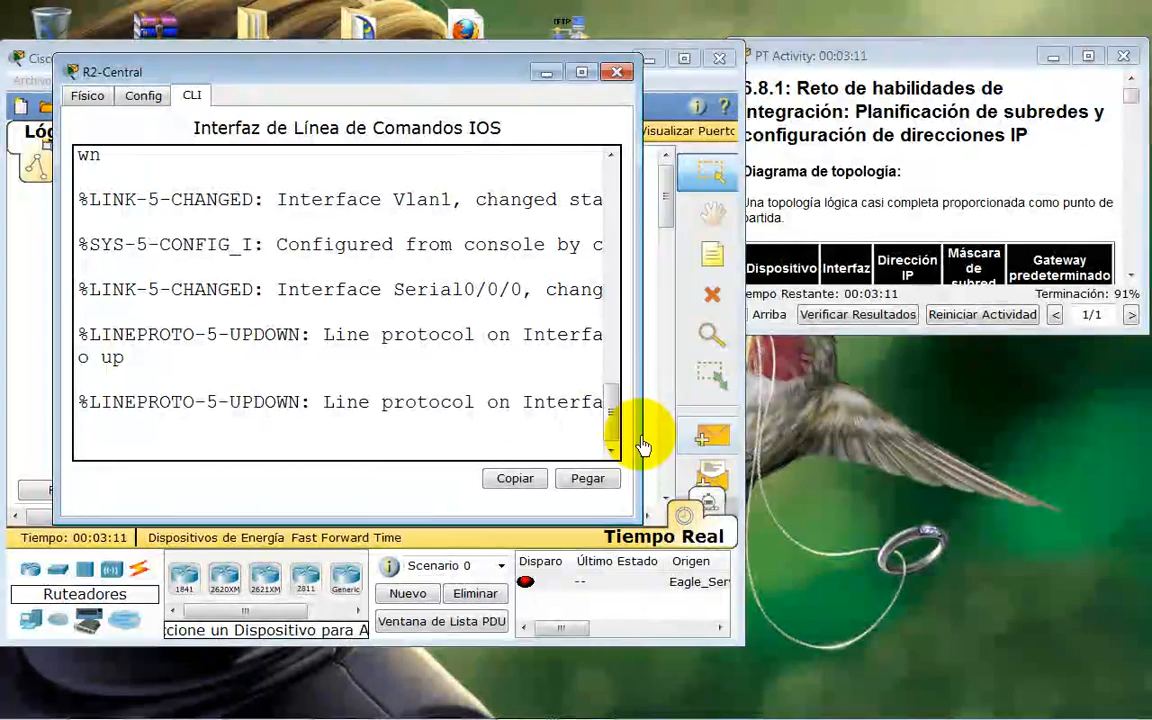 TFTP
Cisc
Archivo
Lóg
R2-Central
Físico
Config
CLI
Interfaz de Línea de Comandos IOS
wn
%LINK-5-CHANGED: Interface Vlan1, changed sta
%SYS-5-CONFIG_I: Configured from console by c
%LINK-5-CHANGED: Interface Serial0/0/0, chang
%LINEPROTO-5-UPDOWN: Line protocol on Interfa
o up
%LINEPROTO-5-UPDOWN: Line protocol on Interfa
Copiar
Pegar
Visualizar Puerto
PT Activity: 00:03:11
6.8.1: Reto de habilidades de
integración: Planificación de subredes y
configuración de direcciones IP
Diagrama de topología:
Una topología lógica casi completa proporcionada como punto de
partida.
Dispositivo
Interfaz
Dirección
IP
Máscara
de
subred
Gateway
predeterminado
empo Restante: 00:03:11
Terminación: 91%
Arriba
Verificar Resultados
Reiniciar Actividad
<
1/1
>
Tiempo: 00:03:11
Dispositivos de Energía Fast Forward Time
Tiempo Real
Ruteadores
1841
2620XM
2621XM
2811
Generic
ccione un Dispositivo para A
Scenario 0
Nuevo
Eliminar
Ventana de Lista PDU
Disparo
Último Estado
Origen
--
Eagle_Serv